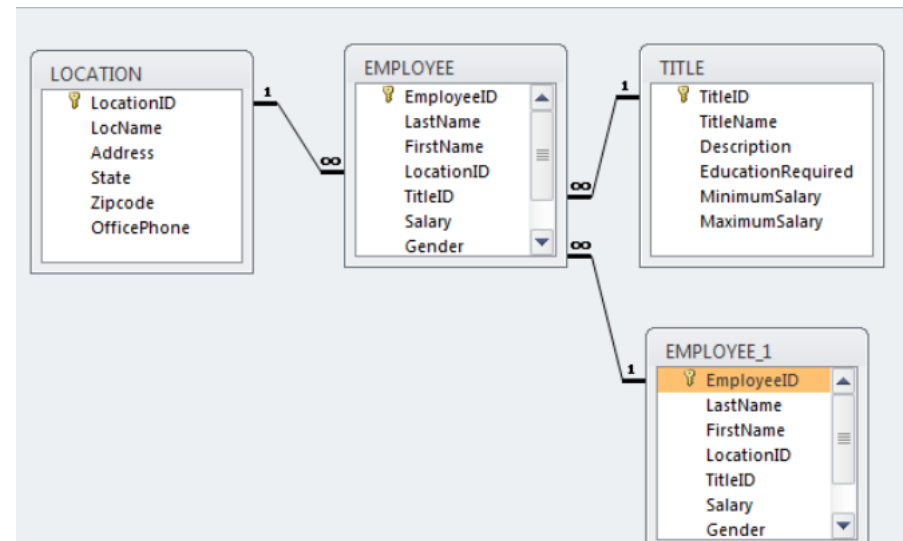 LOCATION
LocationID
LocName
Address
State
Zipcode
OfficePhone
1
∞
EMPLOYEE
EmployeeID
LastName
FirstName
LocationID
TitleID
Salary
Gender
∞
1
TITLE
TitleID
TitleName
Description
EducationRequired
MinimumSalary
MaximumSalary
∞
1
EMPLOYEE_1
EmployeeID
LastName
FirstName
LocationID
TitleID
Salary
Gender